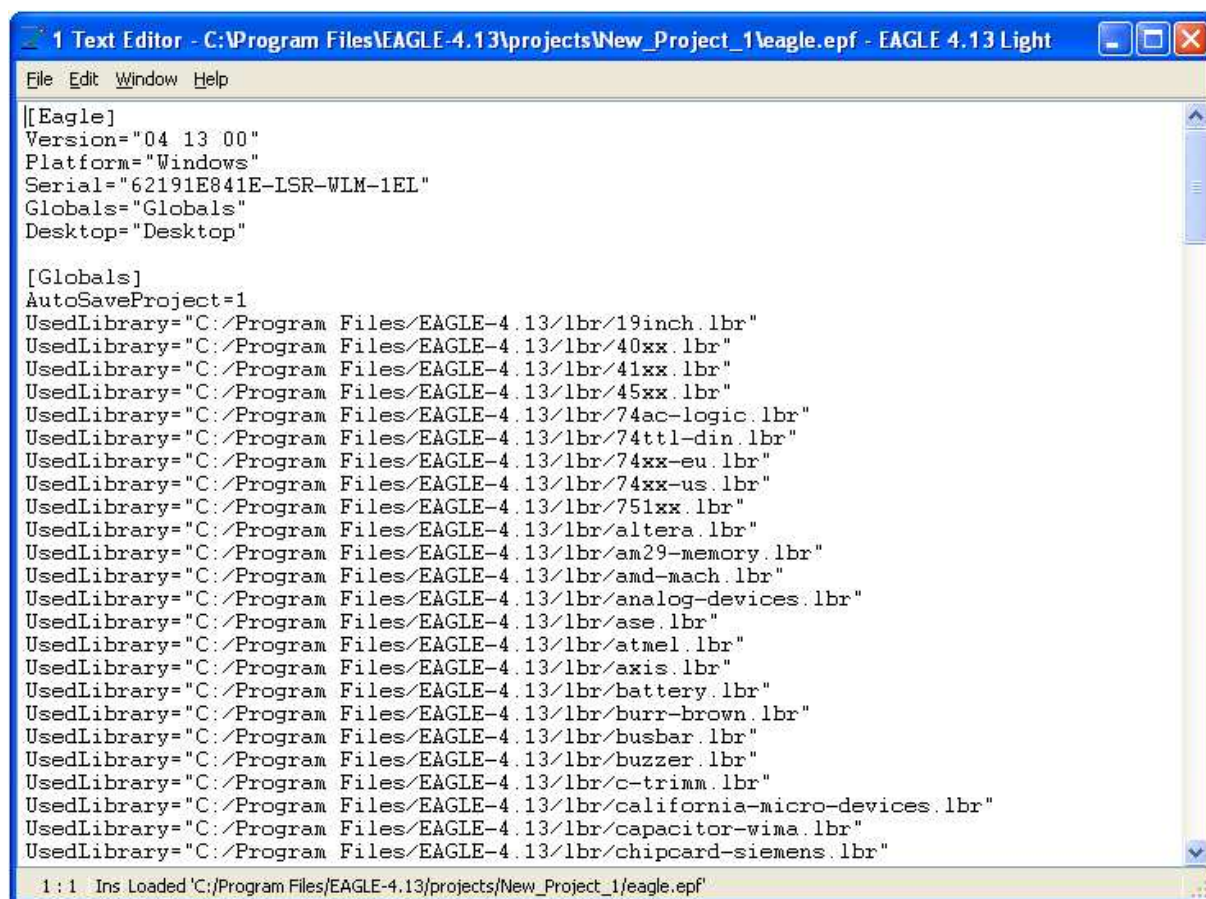 1 Text Editor - C:\Program Files\EAGLE-4.13\projects\New_Project_1\eagle.epf - EAGLE 4.13 Light
File Edit Window Help
[Eagle]
Version="04 13 00"
Platform="Windows"
Serial="62191E841E-LSR-WLM-1EL"
Globals="Globals"
Desktop="Desktop"
[Globals]
AutoSaveProject=1
UsedLibrary="C:/Program Files/EAGLE-4.13/lbr/19inch.lbr"
UsedLibrary="C:/Program Files/EAGLE-4.13/lbr/40xx.lbr"
UsedLibrary="C:/Program Files/EAGLE-4.13/lbr/41xx.lbr"
UsedLibrary="C:/Program Files/EAGLE-4.13/lbr/45xx.lbr"
UsedLibrary="C:/Program Files/EAGLE-4.13/lbr/74ac-logic.lbr"
UsedLibrary="C:/Program Files/EAGLE-4.13/lbr/74ttl-din.lbr"
UsedLibrary="C:/Program Files/EAGLE-4.13/lbr/74xx-eu.lbr"
UsedLibrary="C:/Program Files/EAGLE-4.13/lbr/74xx-us.lbr"
UsedLibrary="C:/Program Files/EAGLE-4.13/lbr/751xx.lbr"
UsedLibrary="C:/Program Files/EAGLE-4.13/lbr/altera.lbr"
UsedLibrary="C:/Program Files/EAGLE-4.13/lbr/am29-memory.lbr"
UsedLibrary="C:/Program Files/EAGLE-4.13/lbr/amd-mach.lbr"
UsedLibrary="C:/Program Files/EAGLE-4.13/lbr/analog-devices.lbr"
UsedLibrary="C:/Program Files/EAGLE-4.13/lbr/ase.lbr"
UsedLibrary="C:/Program Files/EAGLE-4.13/lbr/atmel.lbr"
UsedLibrary="C:/Program Files/EAGLE-4.13/lbr/axis.lbr"
UsedLibrary="C:/Program Files/EAGLE-4.13/lbr/battery.lbr"
UsedLibrary="C:/Program Files/EAGLE-4.13/lbr/burr-brown.lbr"
UsedLibrary="C:/Program Files/EAGLE-4.13/lbr/busbar.lbr"
UsedLibrary="C:/Program Files/EAGLE-4.13/lbr/buzzer.lbr"
UsedLibrary="C:/Program Files/EAGLE-4.13/lbr/c-trimm.lbr"
UsedLibrary="C:/Program Files/EAGLE-4.13/lbr/california-micro-devices.lbr"
UsedLibrary="C:/Program Files/EAGLE-4.13/lbr/capacitor-wima.lbr"
UsedLibrary="C:/Program Files/EAGLE-4.13/lbr/chipcard-siemens.lbr"
1 : 1 Ins Loaded 'C:/Program Files/EAGLE-4.13/projects/New_Project_1/eagle.epf'